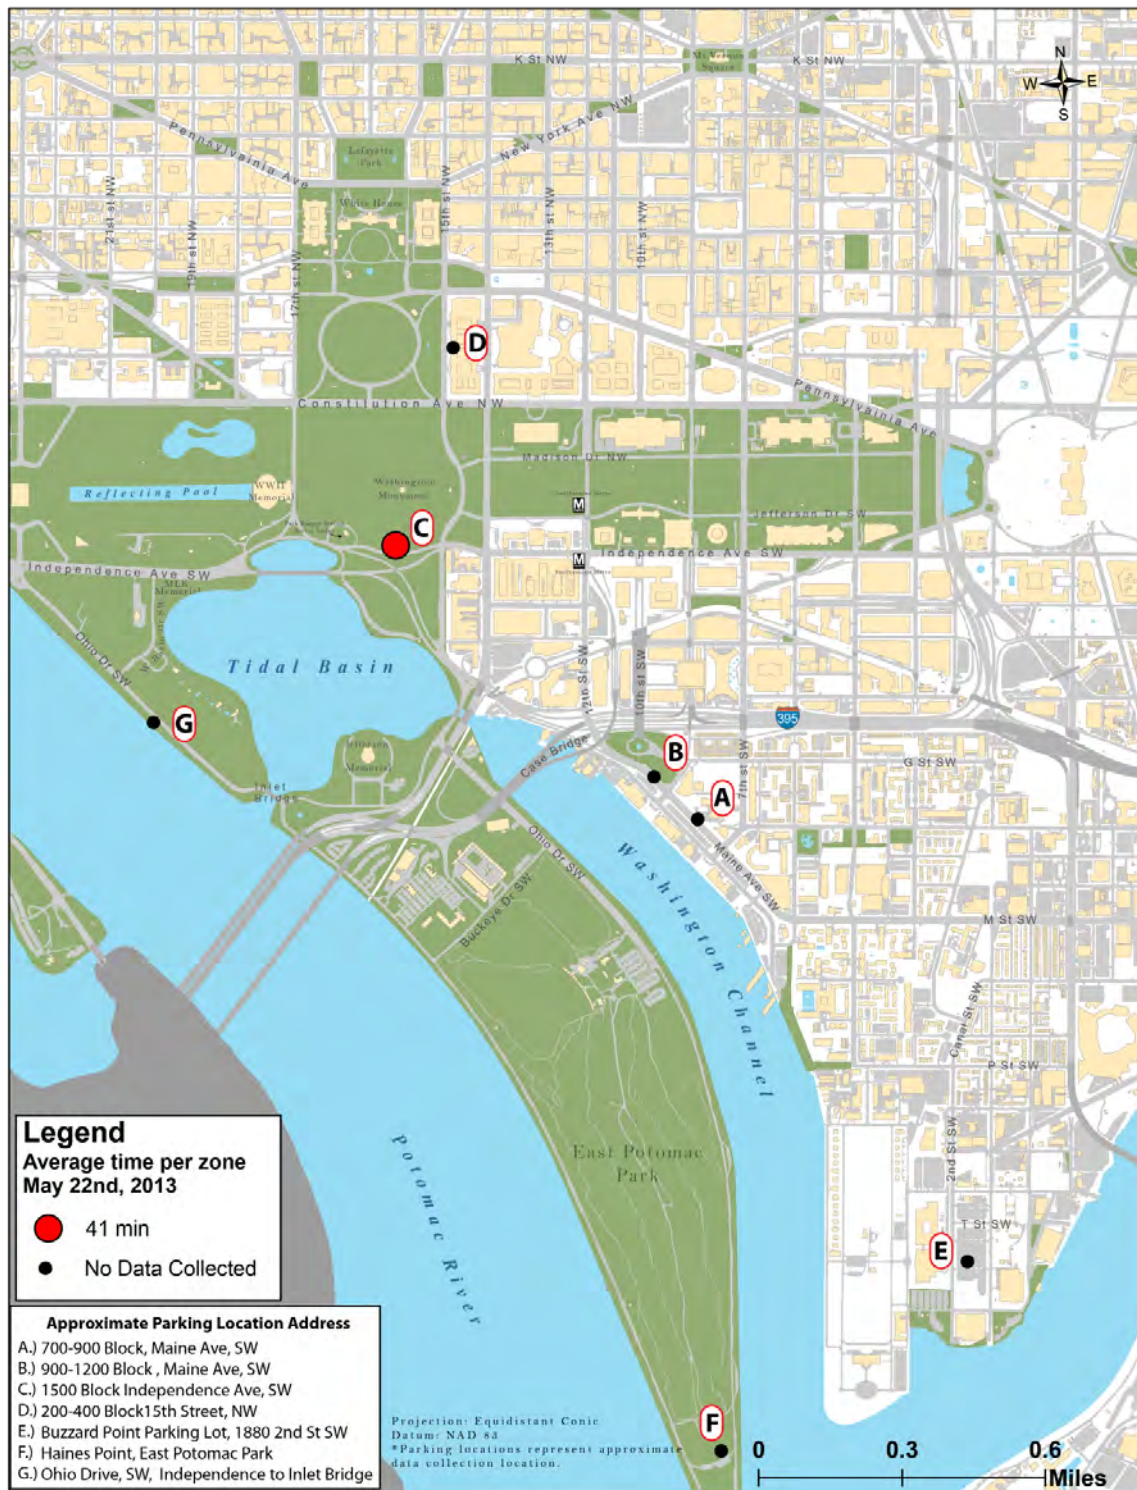 N
W E
S
K St NW
K St NW
Mt Vernon
Square
Pennsylvainia Ave
New York Ave NW
Lafayette
Park
White House
21st st NW
19th st NW
17th st NW
15th st NW
13th st NW
10th st NW
D
Constilution Ave NW
Pennsylvainia Ave
Madison Dr NW
Reflecting Pool
WWII
Memorial
Washington
Monument
M
Jefferson Dr SW
C
Independence Ave SW
M
Independence Ave SW
MLK
Memorial
Ohio Dr SW
Tidal Basin
12th St SW
10th st SW
G
395
Case Bridge
B
7th st SW
G St SW
Jefferson
Memorial
Inlet
Bridge
A
Ohio Dr SW
Maine Ave SW
Washington Channel
Buckeye Dr SW
M St SW
Canal St SW
P St SW
Legend
Average time per zone
May 22nd, 2013
41 min
No Data Collected
Potomac River
East Potomac
Park
2nd St SW
T St SW
E
Approximate Parking Location Address
A.) 700-900 Block, Maine Ave, SW
B.) 900-1200 Block , Maine Ave, SW
C.) 1500 Block Independence Ave, SW
D.) 200-400 Block15th Street, NW
E.) Buzzard Point Parking Lot, 1880 2nd St SW
F.) Haines Point, East Potomac Park
G.) Ohio Drive, SW, Independence to Inlet Bridge
F
Projection: Equidistant Conic
Datum: NAD 83
*Parking locations represent approximate
data collection location.
0 0.3 0.6
Miles